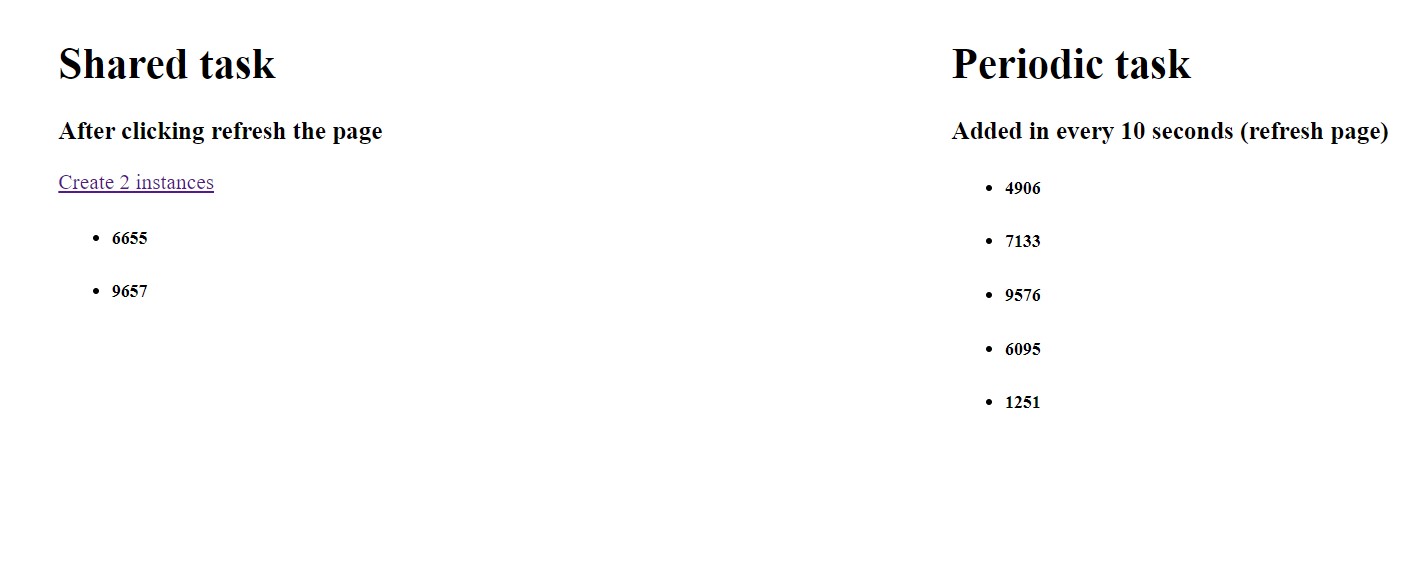 Shared task
After clicking refresh the page
Create 2 instances
6655
9657
Periodic task
Added in every 10 seconds (refresh page)
4906
7133
9576
6095
1251